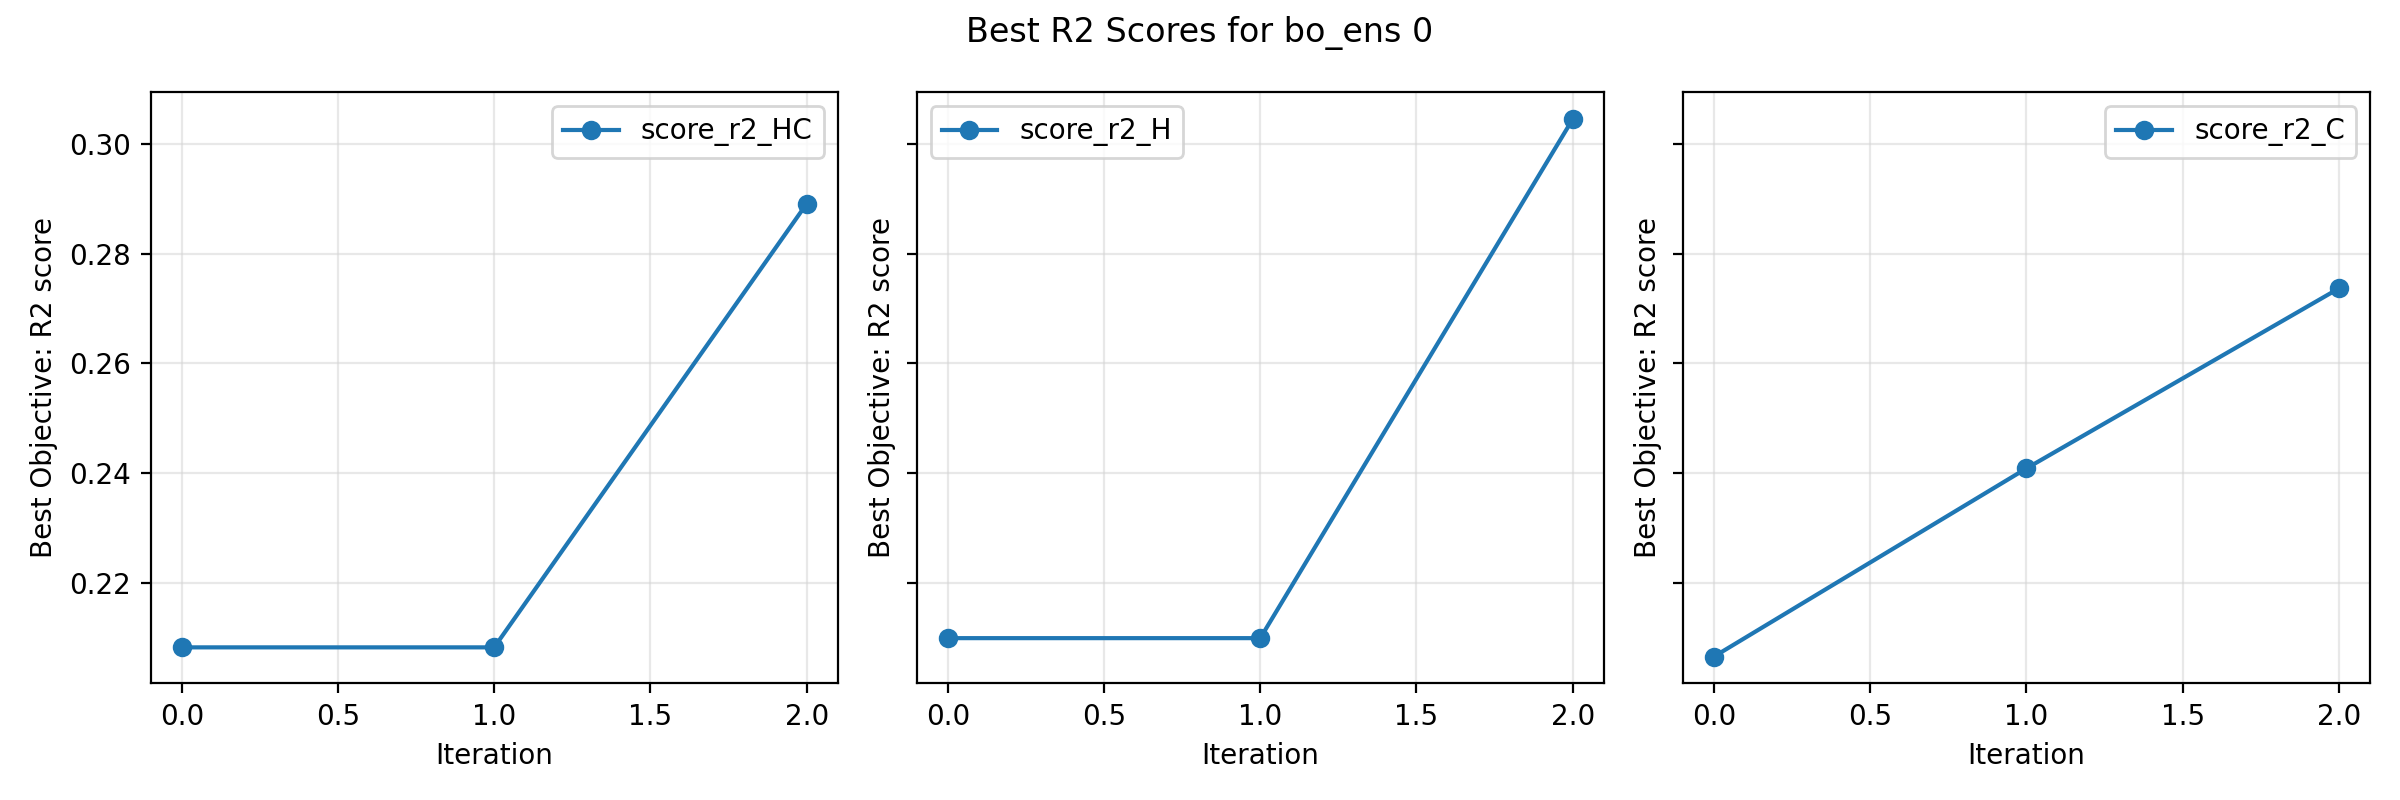 Best R2 Scores for bo_ens 0
Best Objective: R2 score
0.30
0.28
0.26
0.24
0.22
score_r2_HC
0.0 0.5 1.0 1.5 2.0
Iteration
Best Objective: R2 score
score_r2_H
0.0 0.5 1.0 1.5 2.0
Iteration
Best Objective: R2 score
score_r2_C
0.0 0.5 1.0 1.5 2.0
Iteration